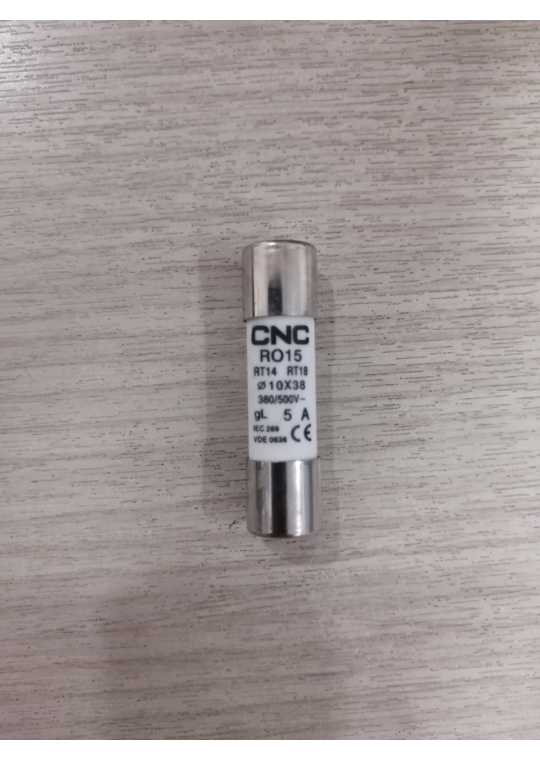 CNC
RO15
RT14 RT18
Ø10X38
380/500V~
gL 5 A
IEC 269
VDE 0636 CE